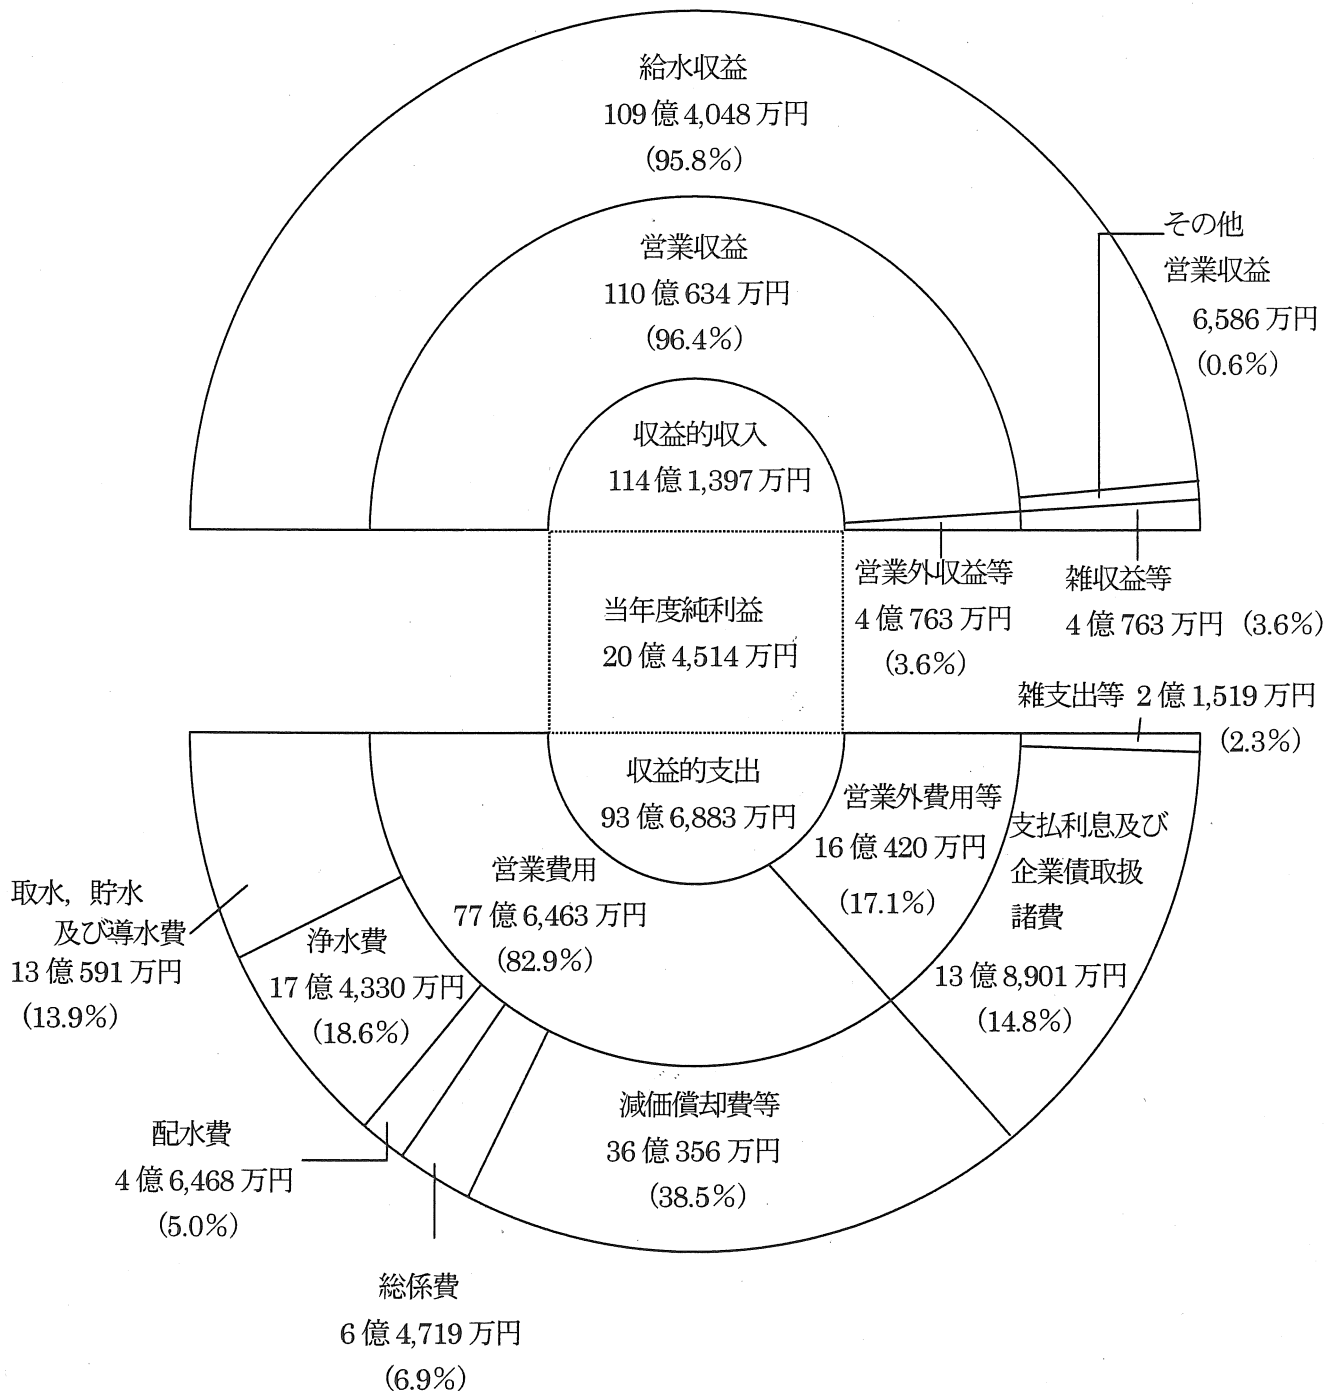 給水収益
109億4,048万円
(95.8%)
営業収益
110億634万円
(96.4%)
収益的収入
114億1,397万円
その他
営業収益
6,586万円
(0.6%)
営業外収益等
4億763万円
(3.6%)
雑収益等
4億763万円 (3.6%)
当年度純利益
20億4,514万円
雑支出等 2億1,519万円
(2.3%)
収益的支出
93億6,883万円
営業外費用等
16億420万円
(17.1%)
支払利息及び
企業債取扱
諸費
13億8,901万円
(14.8%)
営業費用
77億6,463万円
(82.9%)
取水，貯水
及び導水費
13億591万円
(13.9%)
浄水費
17億4,330万円
(18.6%)
配水費
4億6,468万円
(5.0%)
総係費
6億4,719万円
(6.9%)
減価償却費等
36億356万円
(38.5%)